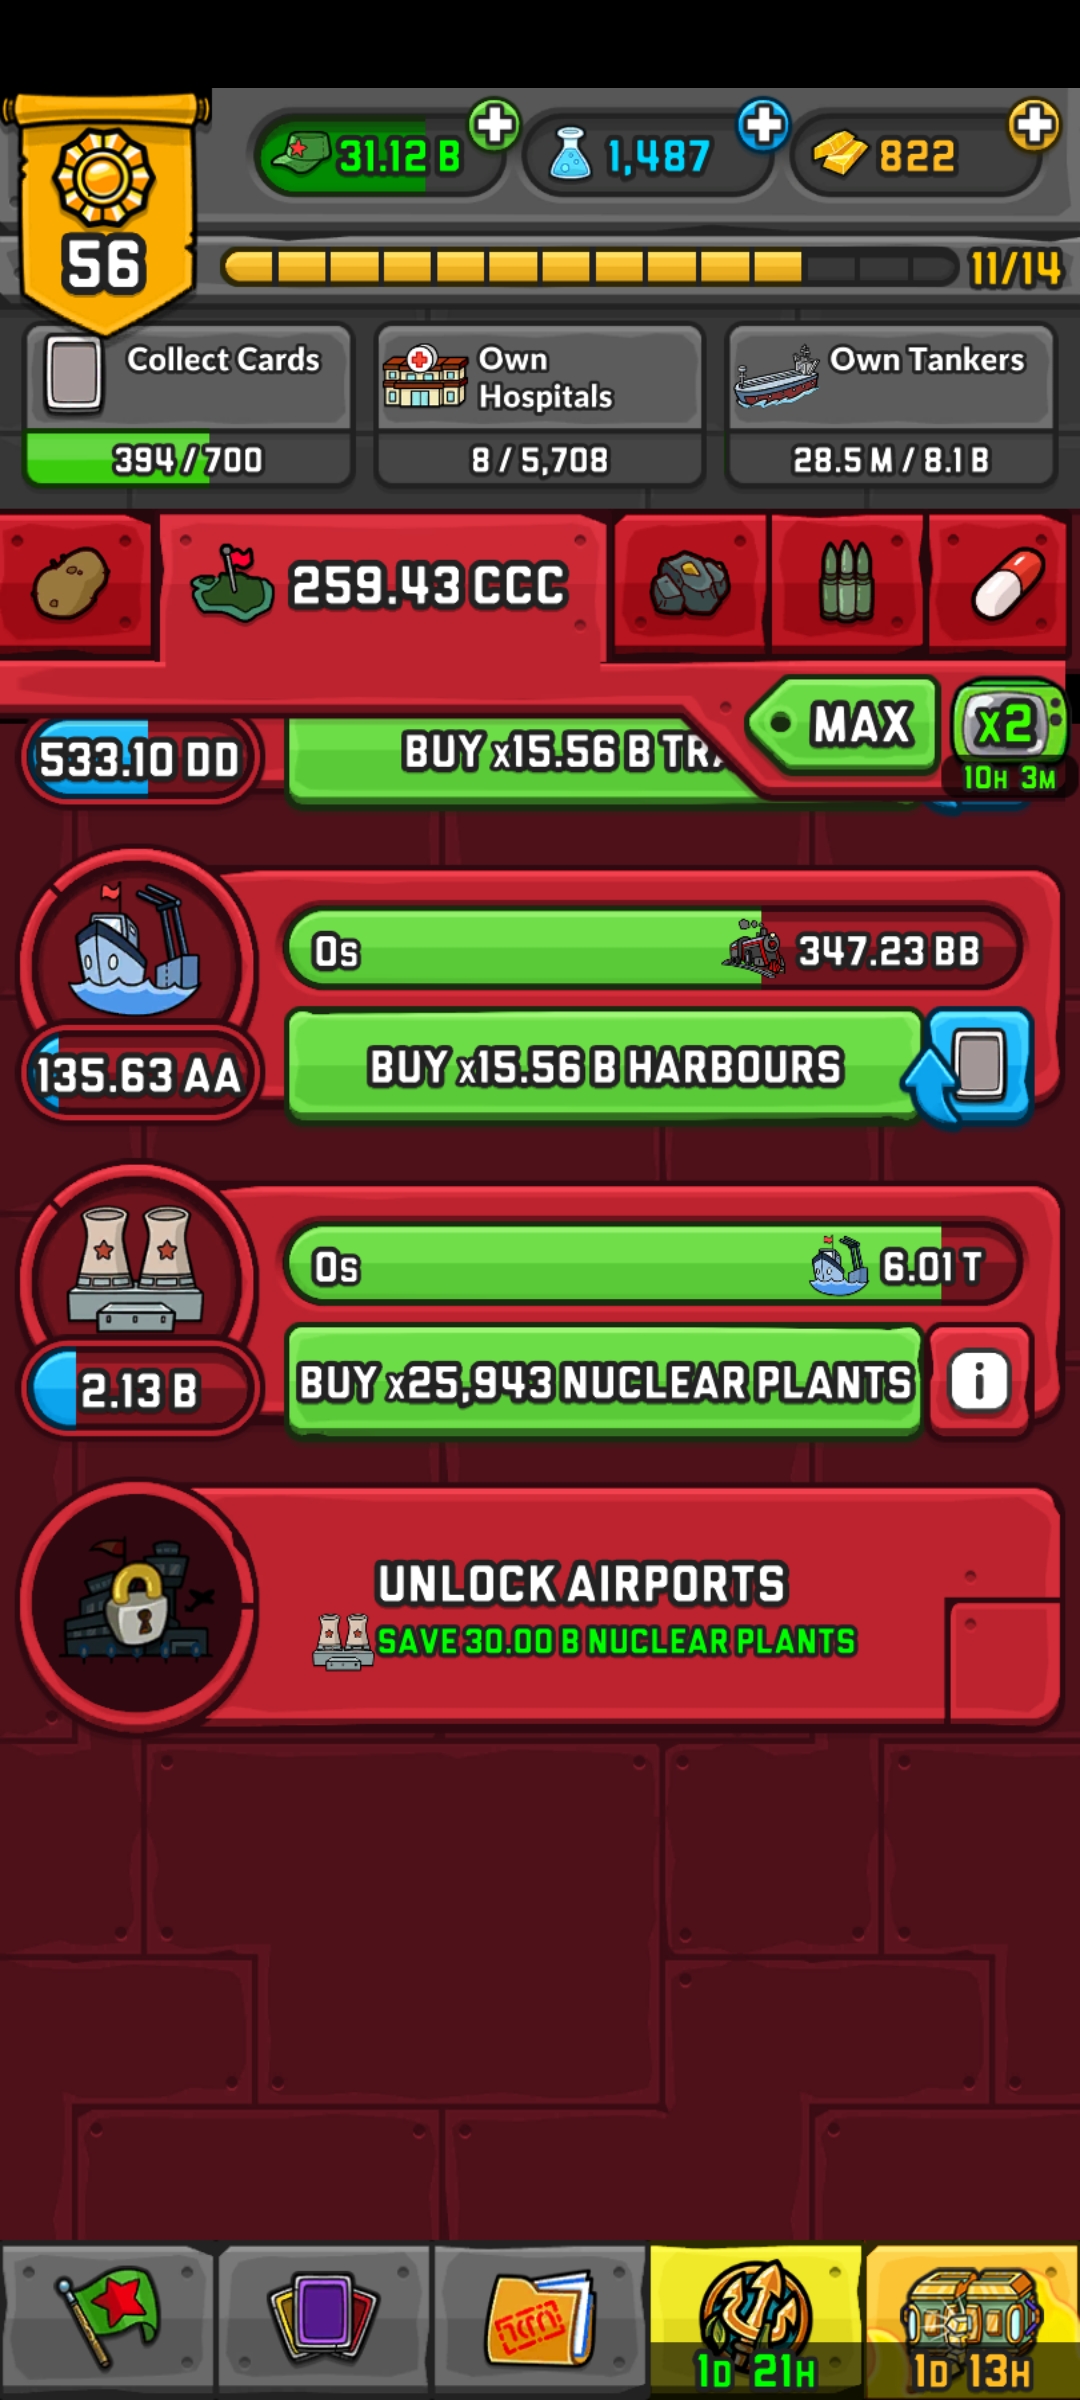 31.12 B
1,487
822
56
11/14
Collect Cards
394 / 700
Own
Hospitals
8 / 5,708
Own Tankers
28.5 M / 8.1 B
259.43 CCC
MAX
X2
10H 3M
533.10 DD
BUY x15.56 B
0s
347.23 BB
135.63 AA
BUY x15.56 B HARBOURS
0s
6.01 T
2.13 B
BUY x25,943 NUCLEAR PLANTS
i
UNLOCK AIRPORTS
SAVE 30.00 B NUCLEAR PLANTS
1D 21H
1D 13H